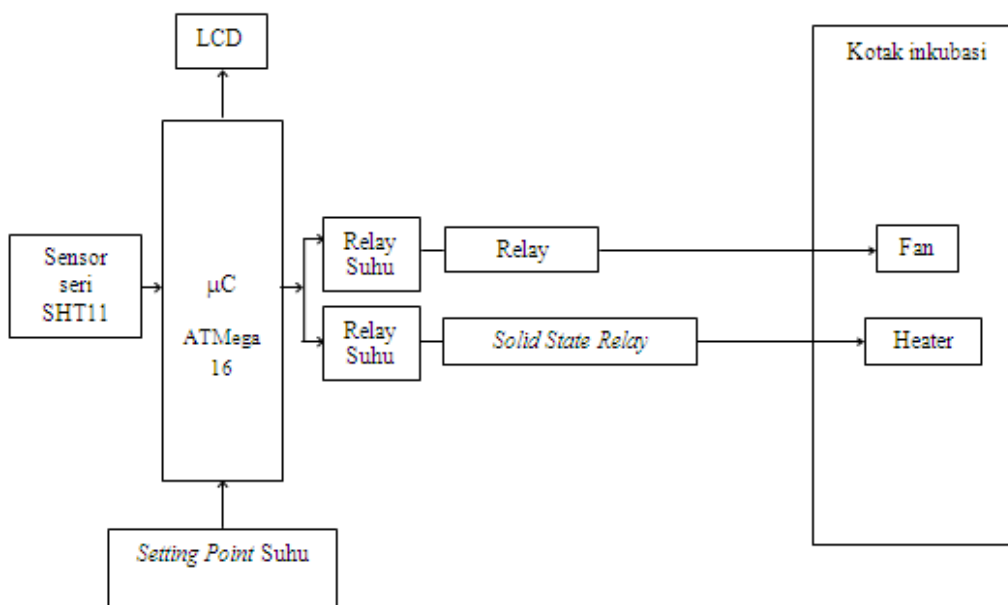 LCD
Kotak inkubasi
Sensor
seri
SHT11
μC
ATMega
16
Relay
Suhu
Relay
Fan
Relay
Suhu
Solid State Relay
Heater
Setting Point Suhu